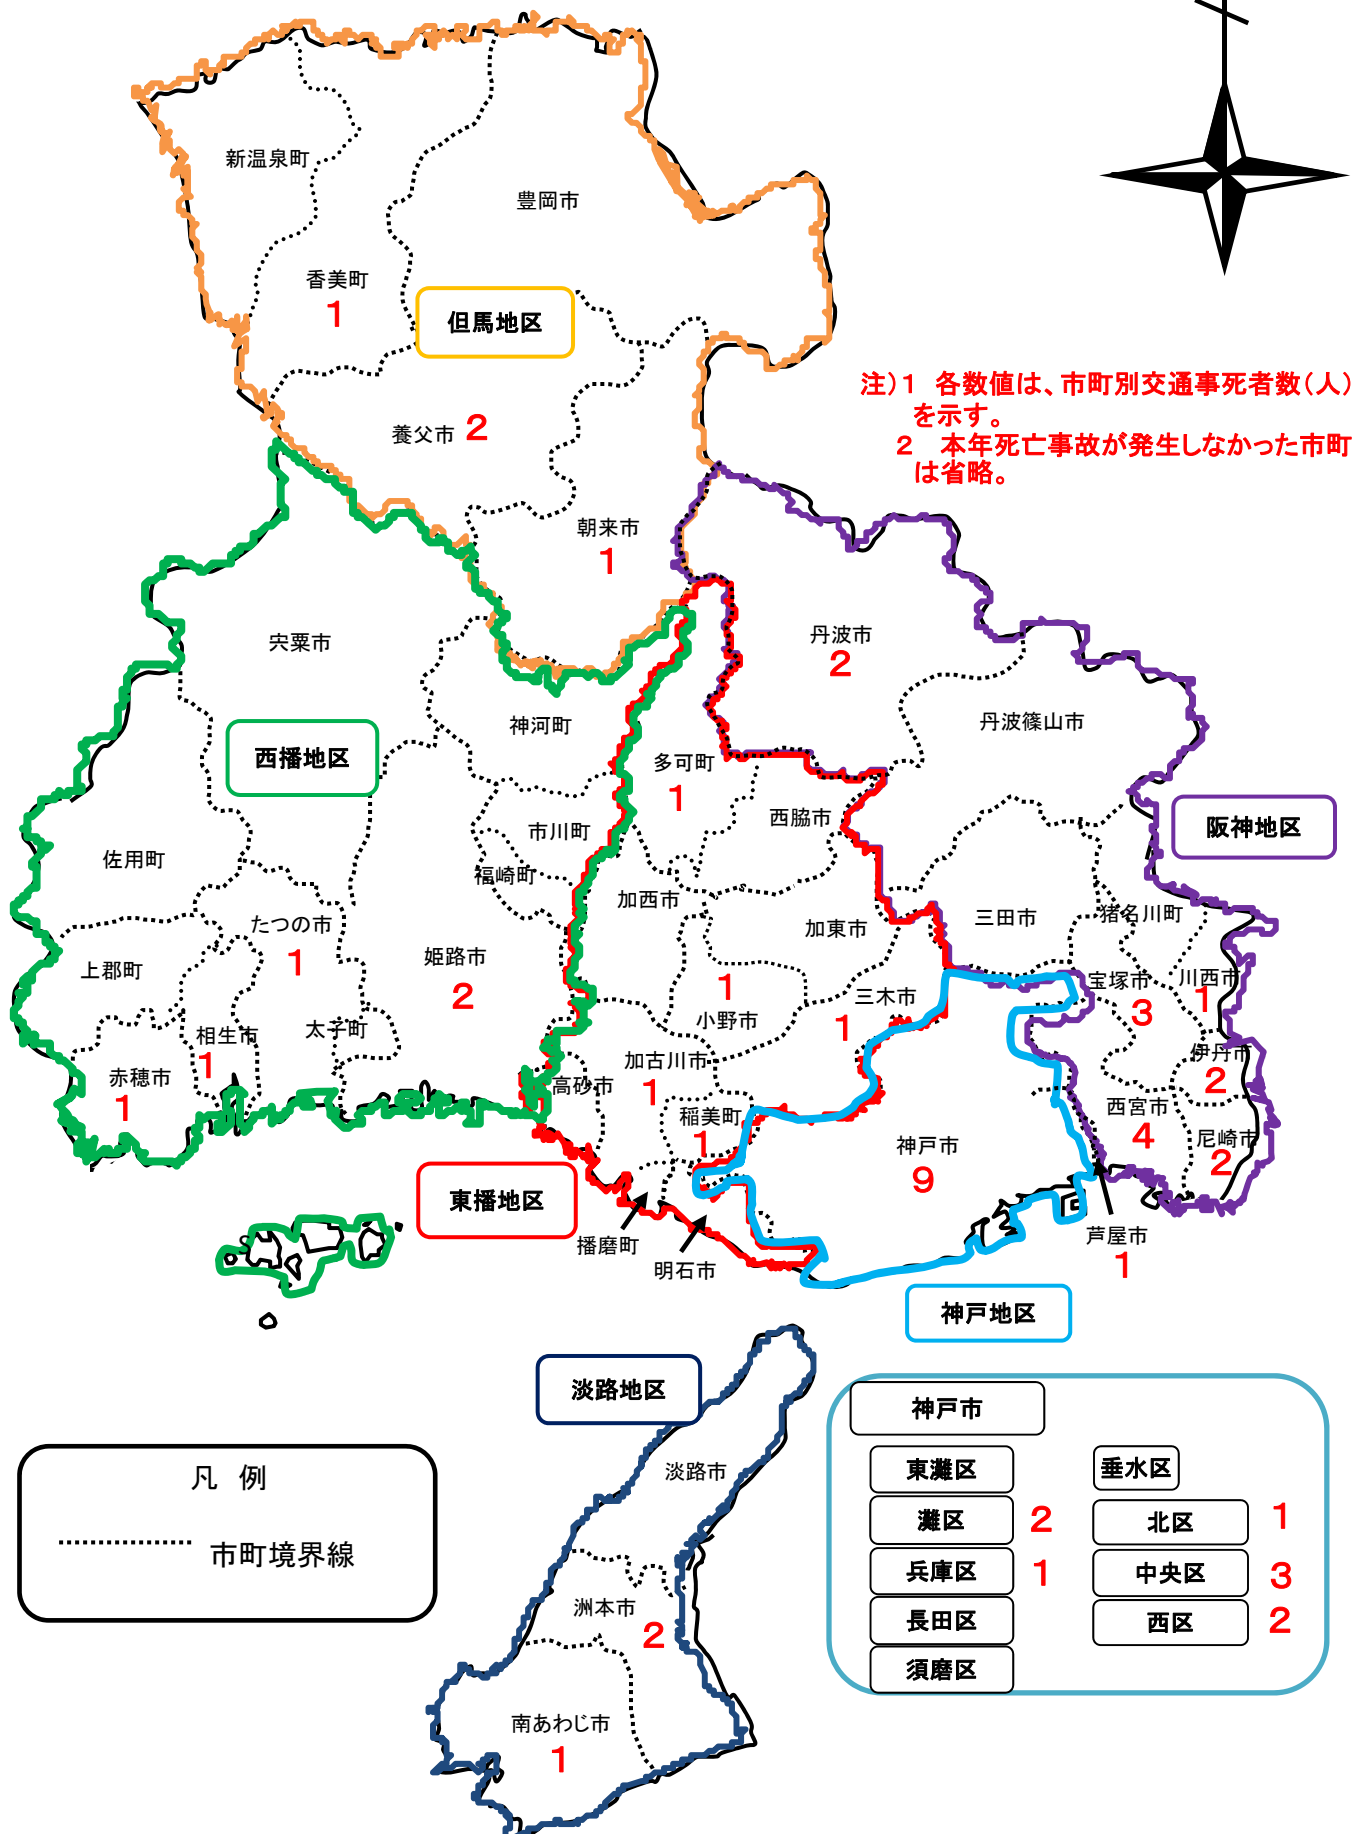 新温泉町
豊岡市
香美町
1
但馬地区
注)1 各数値は、市町別交通事死者数(人)
を示す。
2 本年死亡事故が発生しなかった市町
は省略。
養父市 2
朝来市
1
宍粟市
丹波市
2
神河町
丹波篠山市
西播地区
多可町
1
西脇市
市川町
阪神地区
佐用町
福崎町
加西市
たつの市
1
加東市
三田市
猪名川町
上郡町
姫路市
2
1
小野市
三木市
1
宝塚市
3
川西市
1
相生市
1
太子町
赤穂市
1
高砂市
加古川市
1
伊丹市
2
稲美町
1
西宮市
4
神戸市
9
尼崎市
2
東播地区
播磨町
明石市
芦屋市
1
神戸地区
淡路地区
神戸市
東灘区
垂水区
灘区 2
北区 1
兵庫区 1
中央区 3
長田区
西区 2
須磨区
凡 例
市町境界線
淡路市
洲本市
2
南あわじ市
1